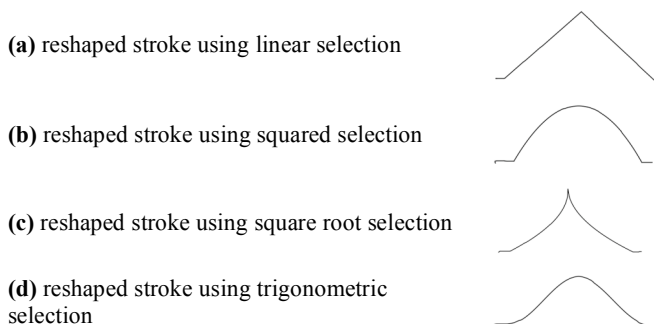 (a) reshaped stroke using linear selection
(b) reshaped stroke using squared selection
(c) reshaped stroke using square root selection
(d) reshaped stroke using trigonometric
selection